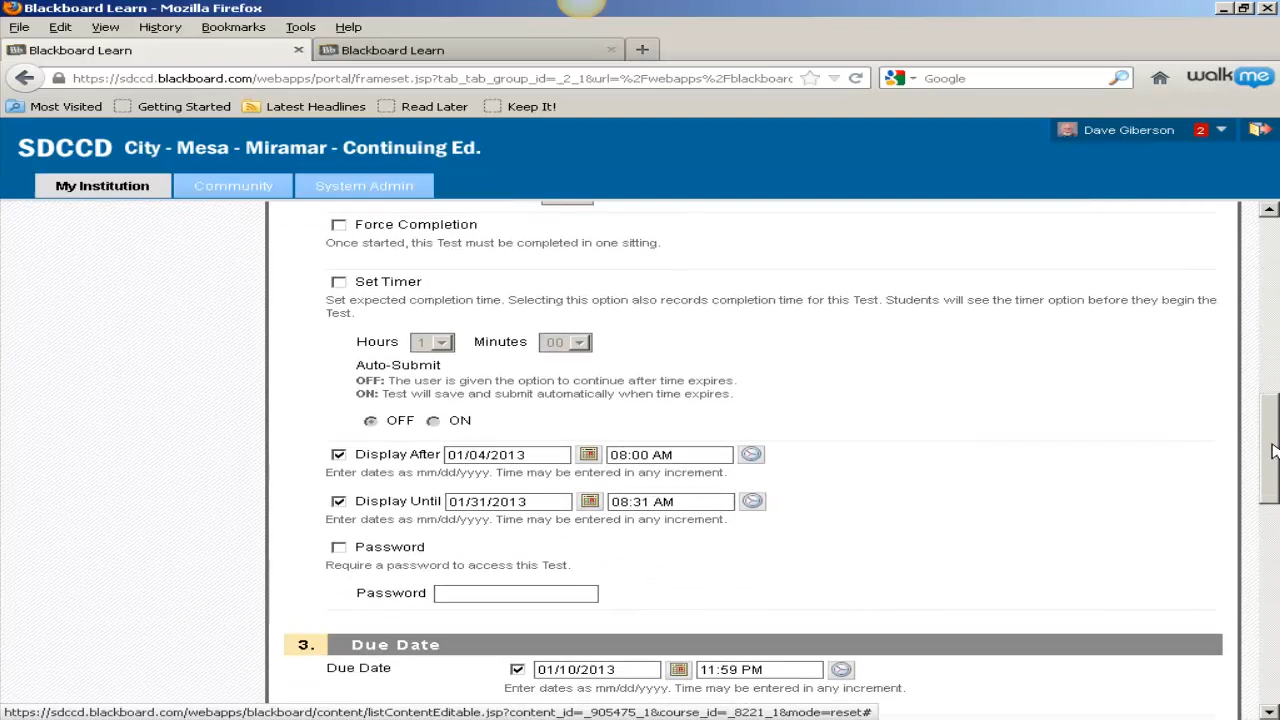 Blackboard Learn - Mozilla Firefox
File Edit View History Bookmarks Tools Help
Blackboard Learn Blackboard Learn
https://sdccd.blackboard.com/webapps/portal/frameset.jsp?tab_tab_group_id=_2_1&url=%2Fwebapps%2Fblackboard Google walkme
Most Visited Getting Started Latest Headlines Read Later Keep It!
Dave Giberson 2
SDCCD City - Mesa - Miramar - Continuing Ed.
My Institution Community System Admin
Force Completion
Once started, this Test must be completed in one sitting.
Set Timer
Set expected completion time. Selecting this option also records completion time for this Test. Students will see the timer option before they begin the
Test.
Hours 1 Minutes 00
Auto-Submit
OFF: The user is given the option to continue after time expires.
ON: Test will save and submit automatically when time expires.
OFF ON
Display After 01/04/2013 08:00 AM
Enter dates as mm/dd/yyyy. Time may be entered in any increment.
Display Until 01/31/2013 08:31 AM
Enter dates as mm/dd/yyyy. Time may be entered in any increment.
Password
Require a password to access this Test.
Password
3. Due Date
Due Date 01/10/2013 11:59 PM
Enter dates as mm/dd/yyyy. Time may be entered in any increment.
https://sdccd.blackboard.com/webapps/blackboard/content/listContentEditable.jsp?content_id=_905475_1&course_id=_8221_1&mode=reset#